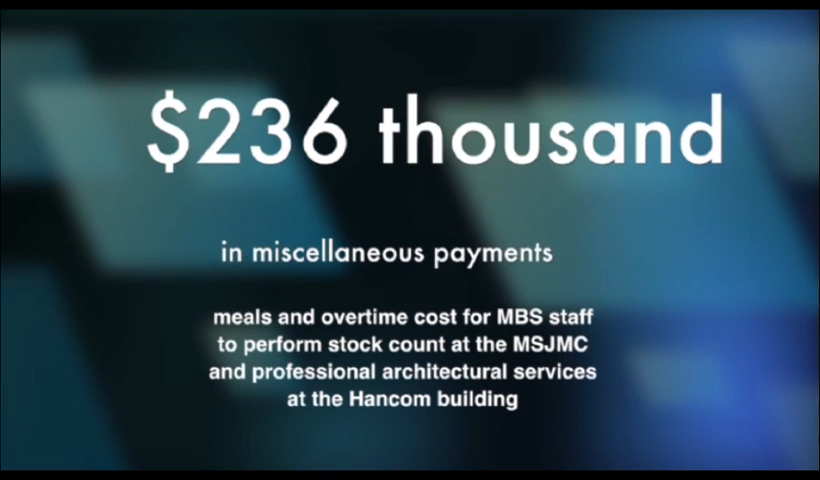 $236 thousand
in miscellaneous payments
meals and overtime cost for MBS staff
to perform stock count at the MSJMC
and professional architectural services
at the Hancom building